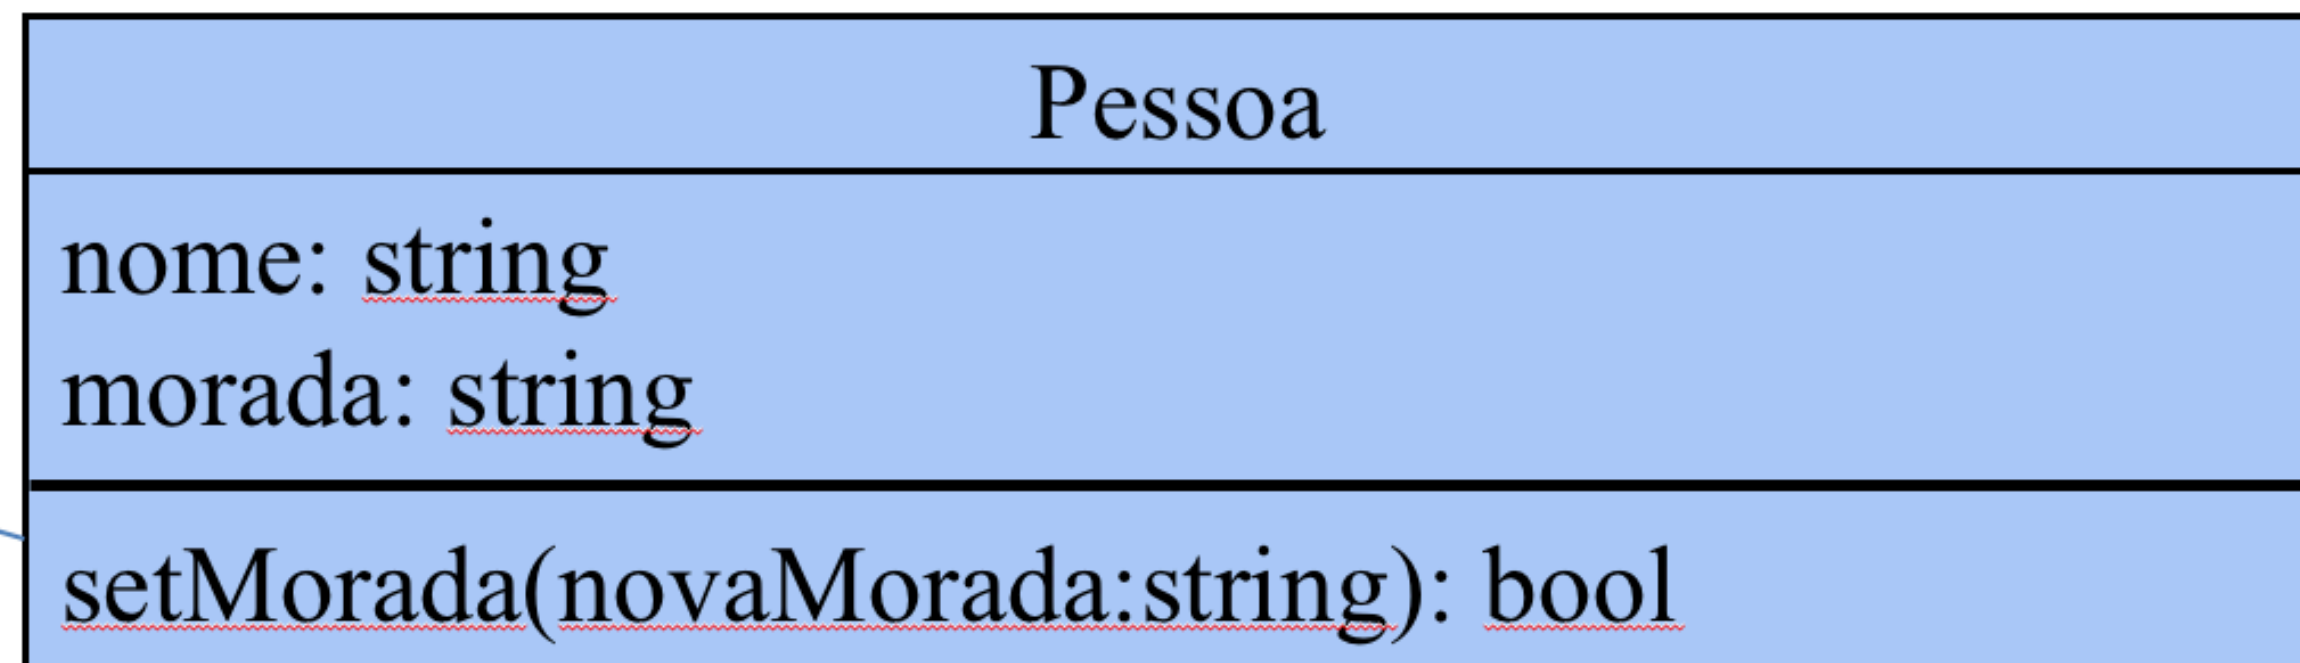 Pessoa
nome: string
morada: string
setMorada(novaMorada:string): bool